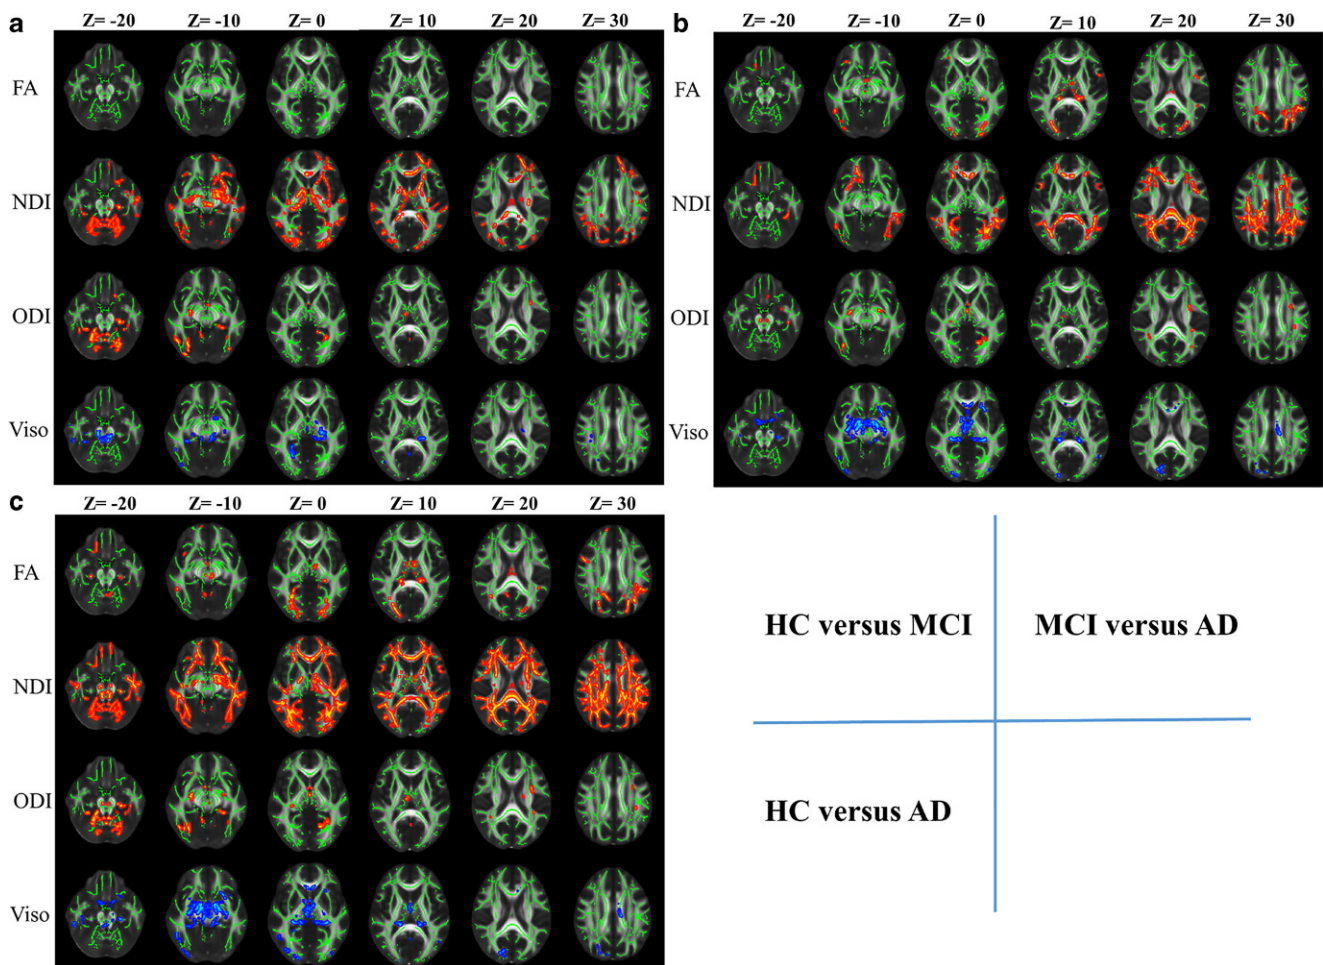 a Z= -20 Z= -10 Z= 0 Z= 10 Z= 20 Z= 30
FA
NDI
ODI
Viso
b Z= -20 Z= -10 Z= 0 Z= 10 Z= 20 Z= 30
FA
NDI
ODI
Viso
c Z= -20 Z= -10 Z= 0 Z= 10 Z= 20 Z= 30
FA
NDI
ODI
Viso
HC versus MCI
MCI versus AD
HC versus AD